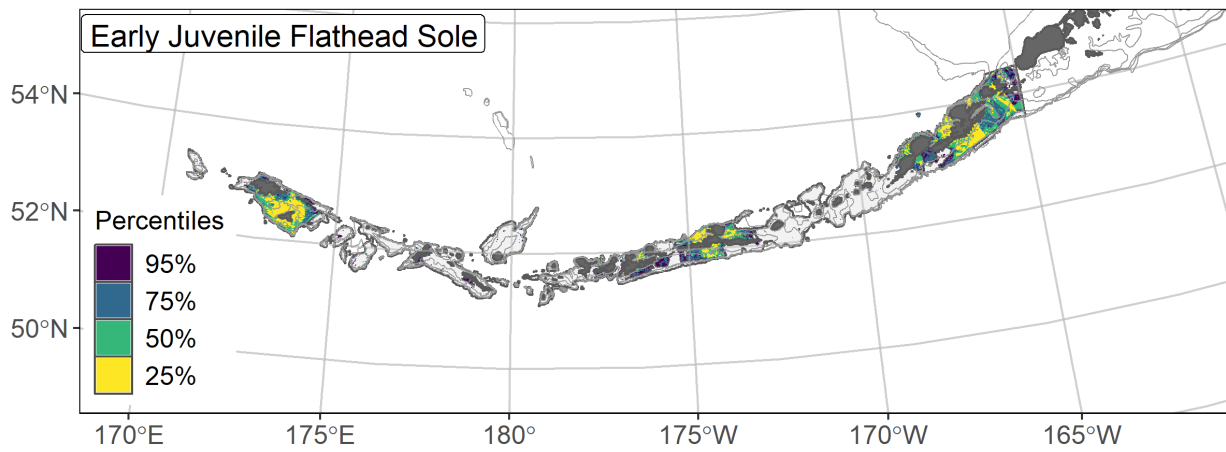 Early Juvenile Flathead Sole
54°N
52°N
50°N
Percentiles
95%
75%
50%
25%
170°E
175°E
180°
175°W
170°W
165°W